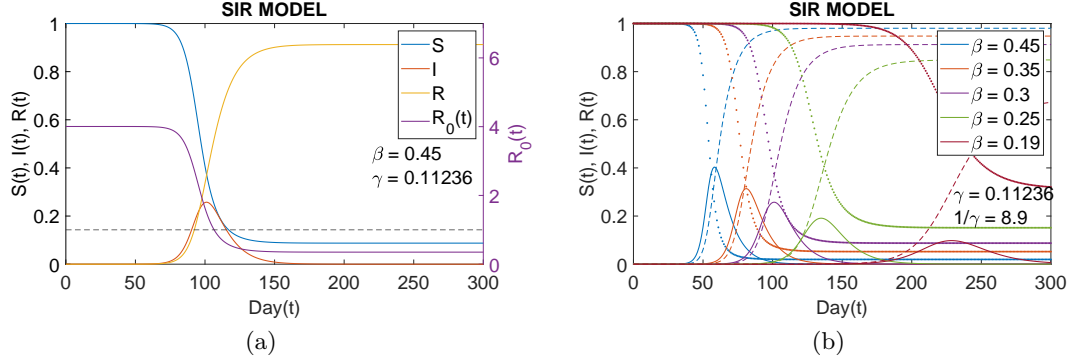 SIR MODEL
1
0.8
0.6
0.4
0.2
0
S(t), I(t), R(t)
S
I
R
R0(t)
β = 0.45
γ = 0.11236
6
4
2
0
R0(t)
0 50 100 150 200 250 300
Day(t)
(a)
SIR MODEL
1
0.8
0.6
0.4
0.2
0
S(t), I(t), R(t)
β = 0.45
β = 0.35
β = 0.3
β = 0.25
β = 0.19
γ = 0.11236
1/γ = 8.9
0 50 100 150 200 250 300
Day(t)
(b)